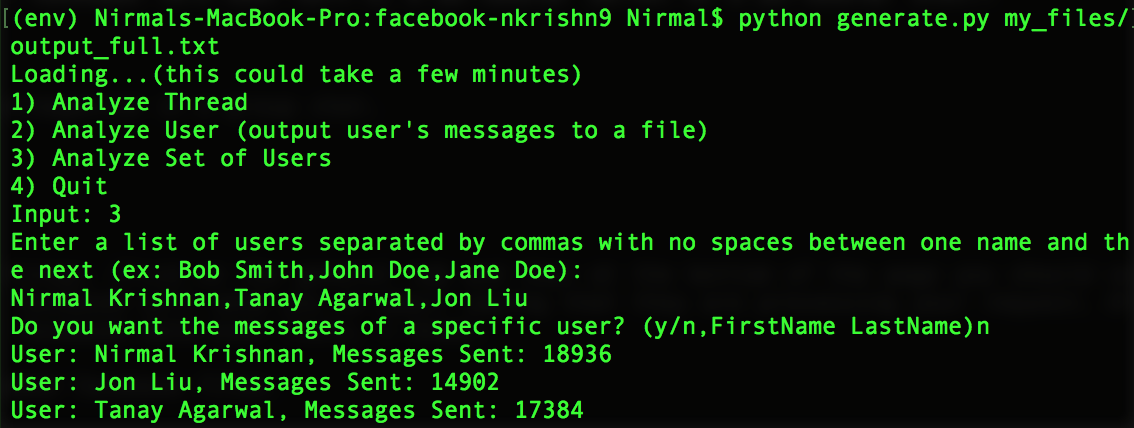 [(env) Nirmals-MacBook-Pro:facebook-nkrishn9 Nirmal$ python generate.py my_files/]
output_full.txt
Loading...(this could take a few minutes)
1) Analyze Thread
2) Analyze User (output user's messages to a file)
3) Analyze Set of Users
4) Quit
Input: 3
Enter a list of users separated by commas with no spaces between one name and th
e next (ex: Bob Smith,John Doe,Jane Doe):
Nirmal Krishnan,Tanay Agarwal,Jon Liu
Do you want the messages of a specific user? (y/n,FirstName LastName)n
User: Nirmal Krishnan, Messages Sent: 18936
User: Jon Liu, Messages Sent: 14902
User: Tanay Agarwal, Messages Sent: 17384